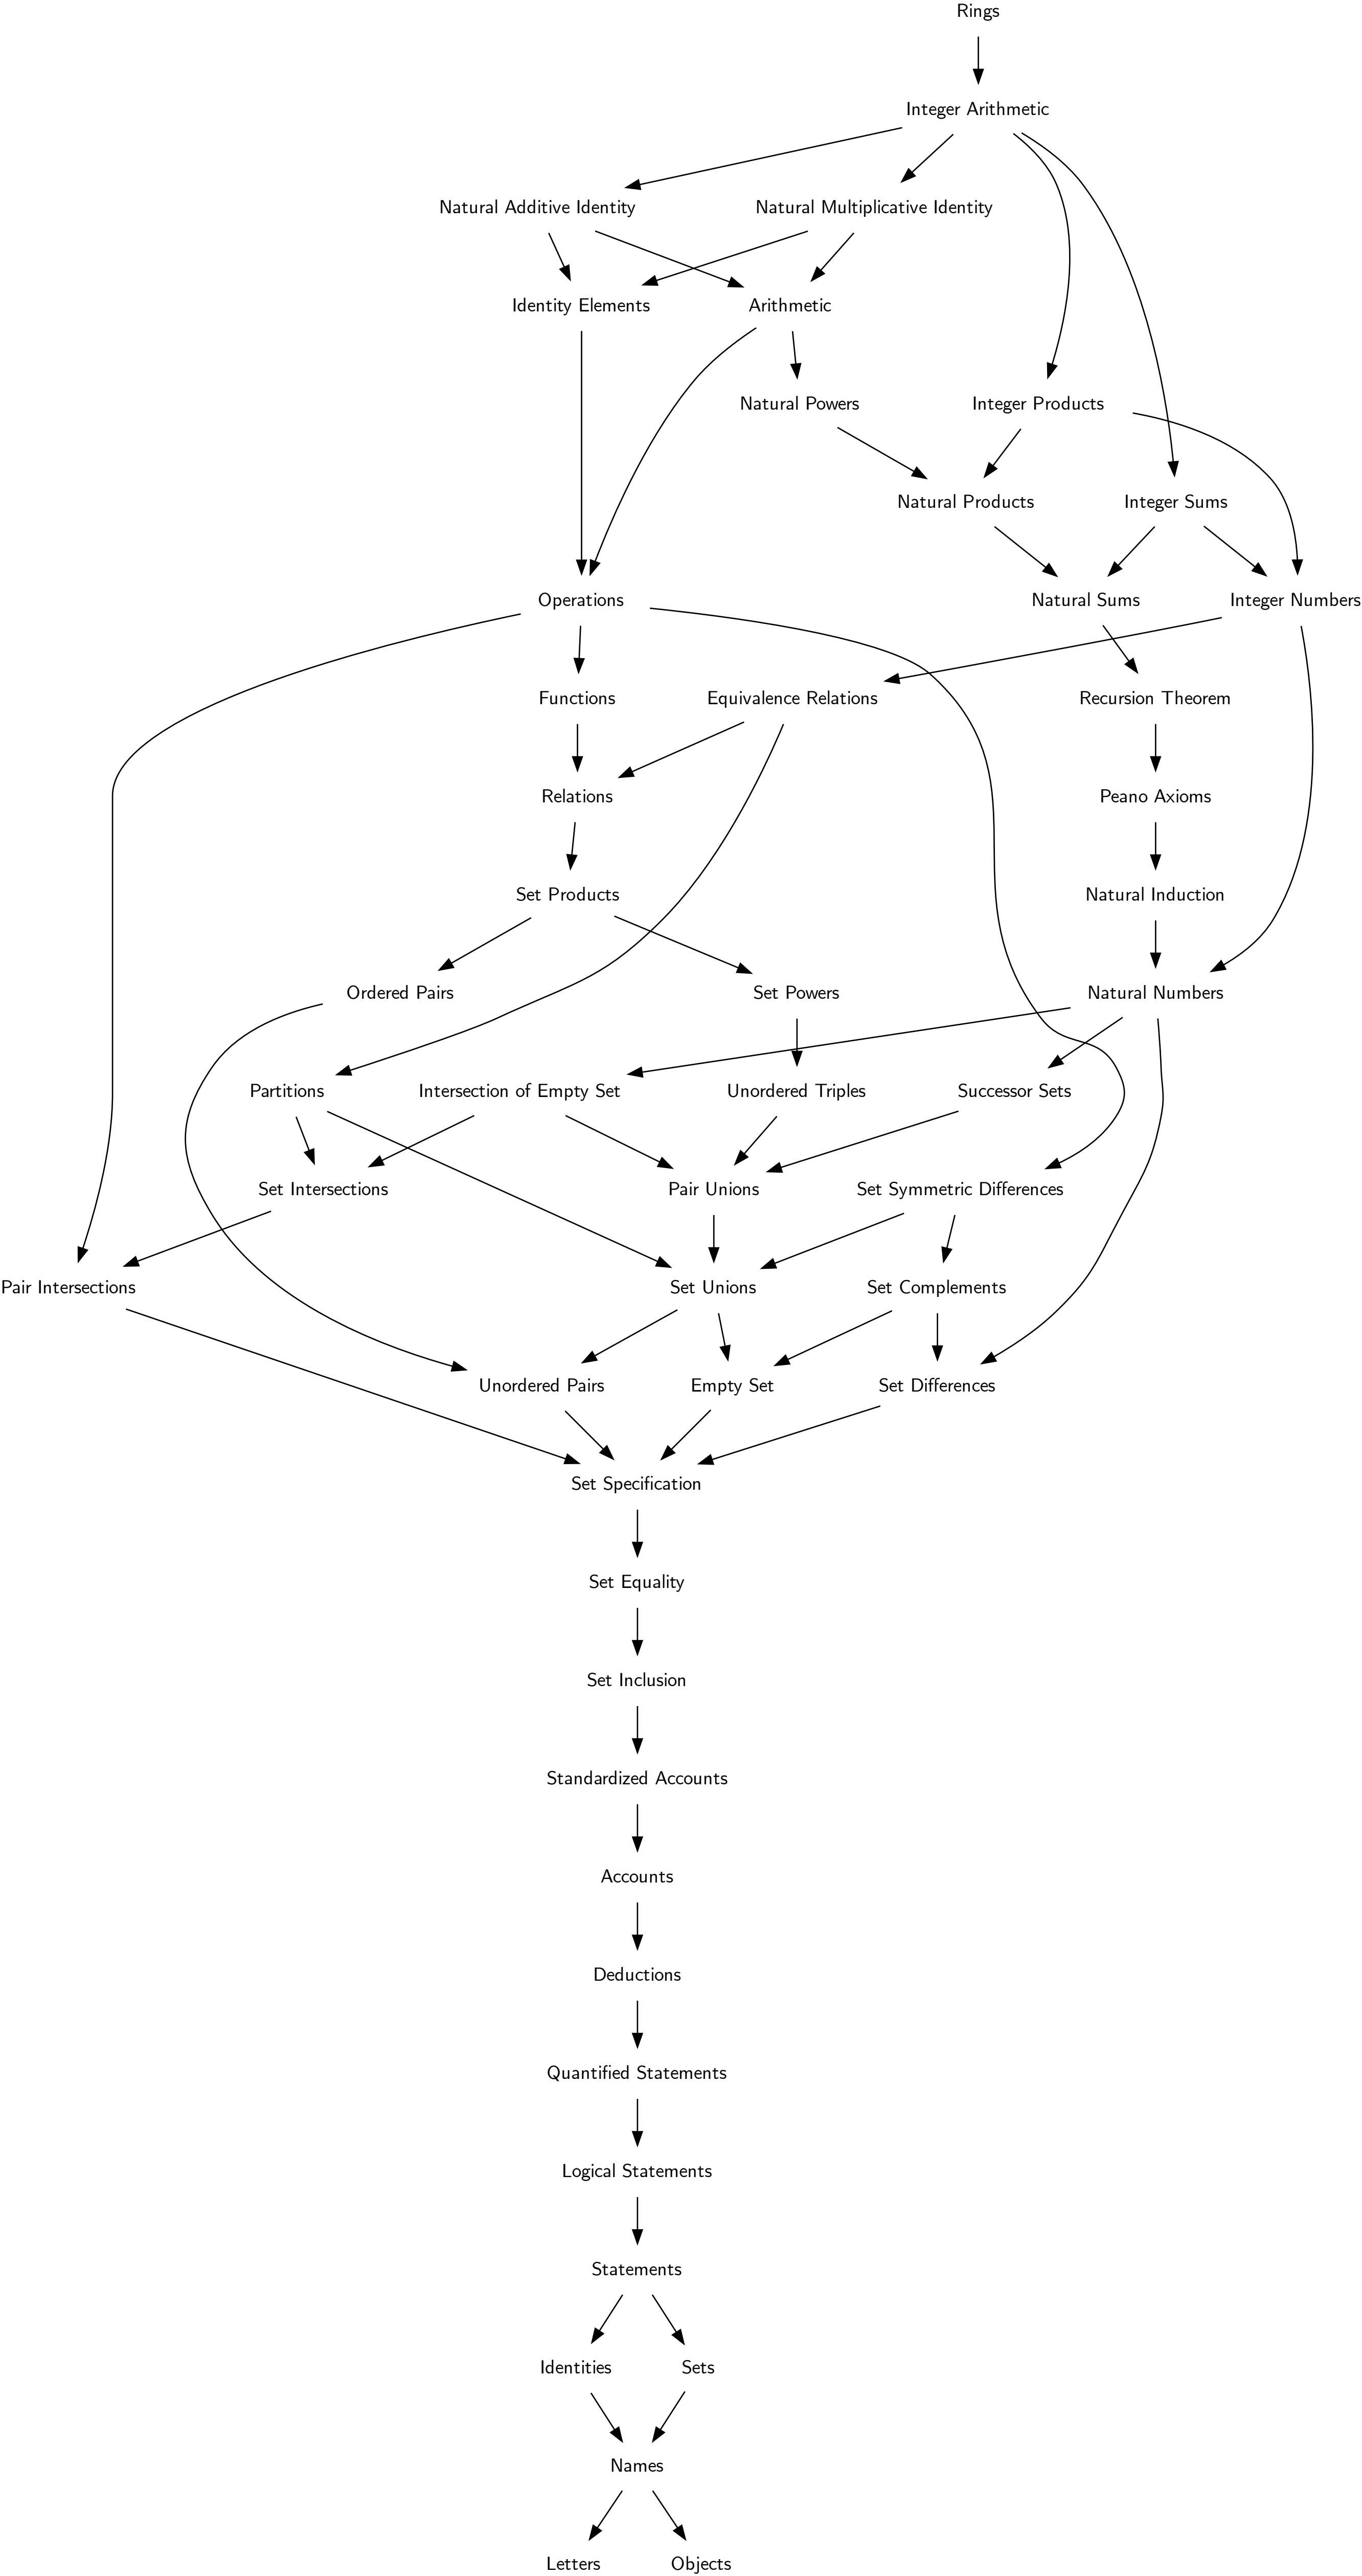 Rings
Integer Arithmetic
Natural Additive Identity
Natural Multiplicative Identity
Identity Elements
Arithmetic
Natural Powers
Integer Products
Natural Products
Integer Sums
Operations
Natural Sums
Integer Numbers
Functions
Equivalence Relations
Recursion Theorem
Relations
Peano Axioms
Set Products
Natural Induction
Ordered Pairs
Set Powers
Natural Numbers
Partitions
Intersection of Empty Set
Unordered Triples
Successor Sets
Set Intersections
Pair Unions
Set Symmetric Differences
Pair Intersections
Set Unions
Set Complements
Unordered Pairs
Empty Set
Set Differences
Set Specification
Set Equality
Set Inclusion
Standardized Accounts
Accounts
Deductions
Quantified Statements
Logical Statements
Statements
Identities
Sets
Names
Letters
Objects